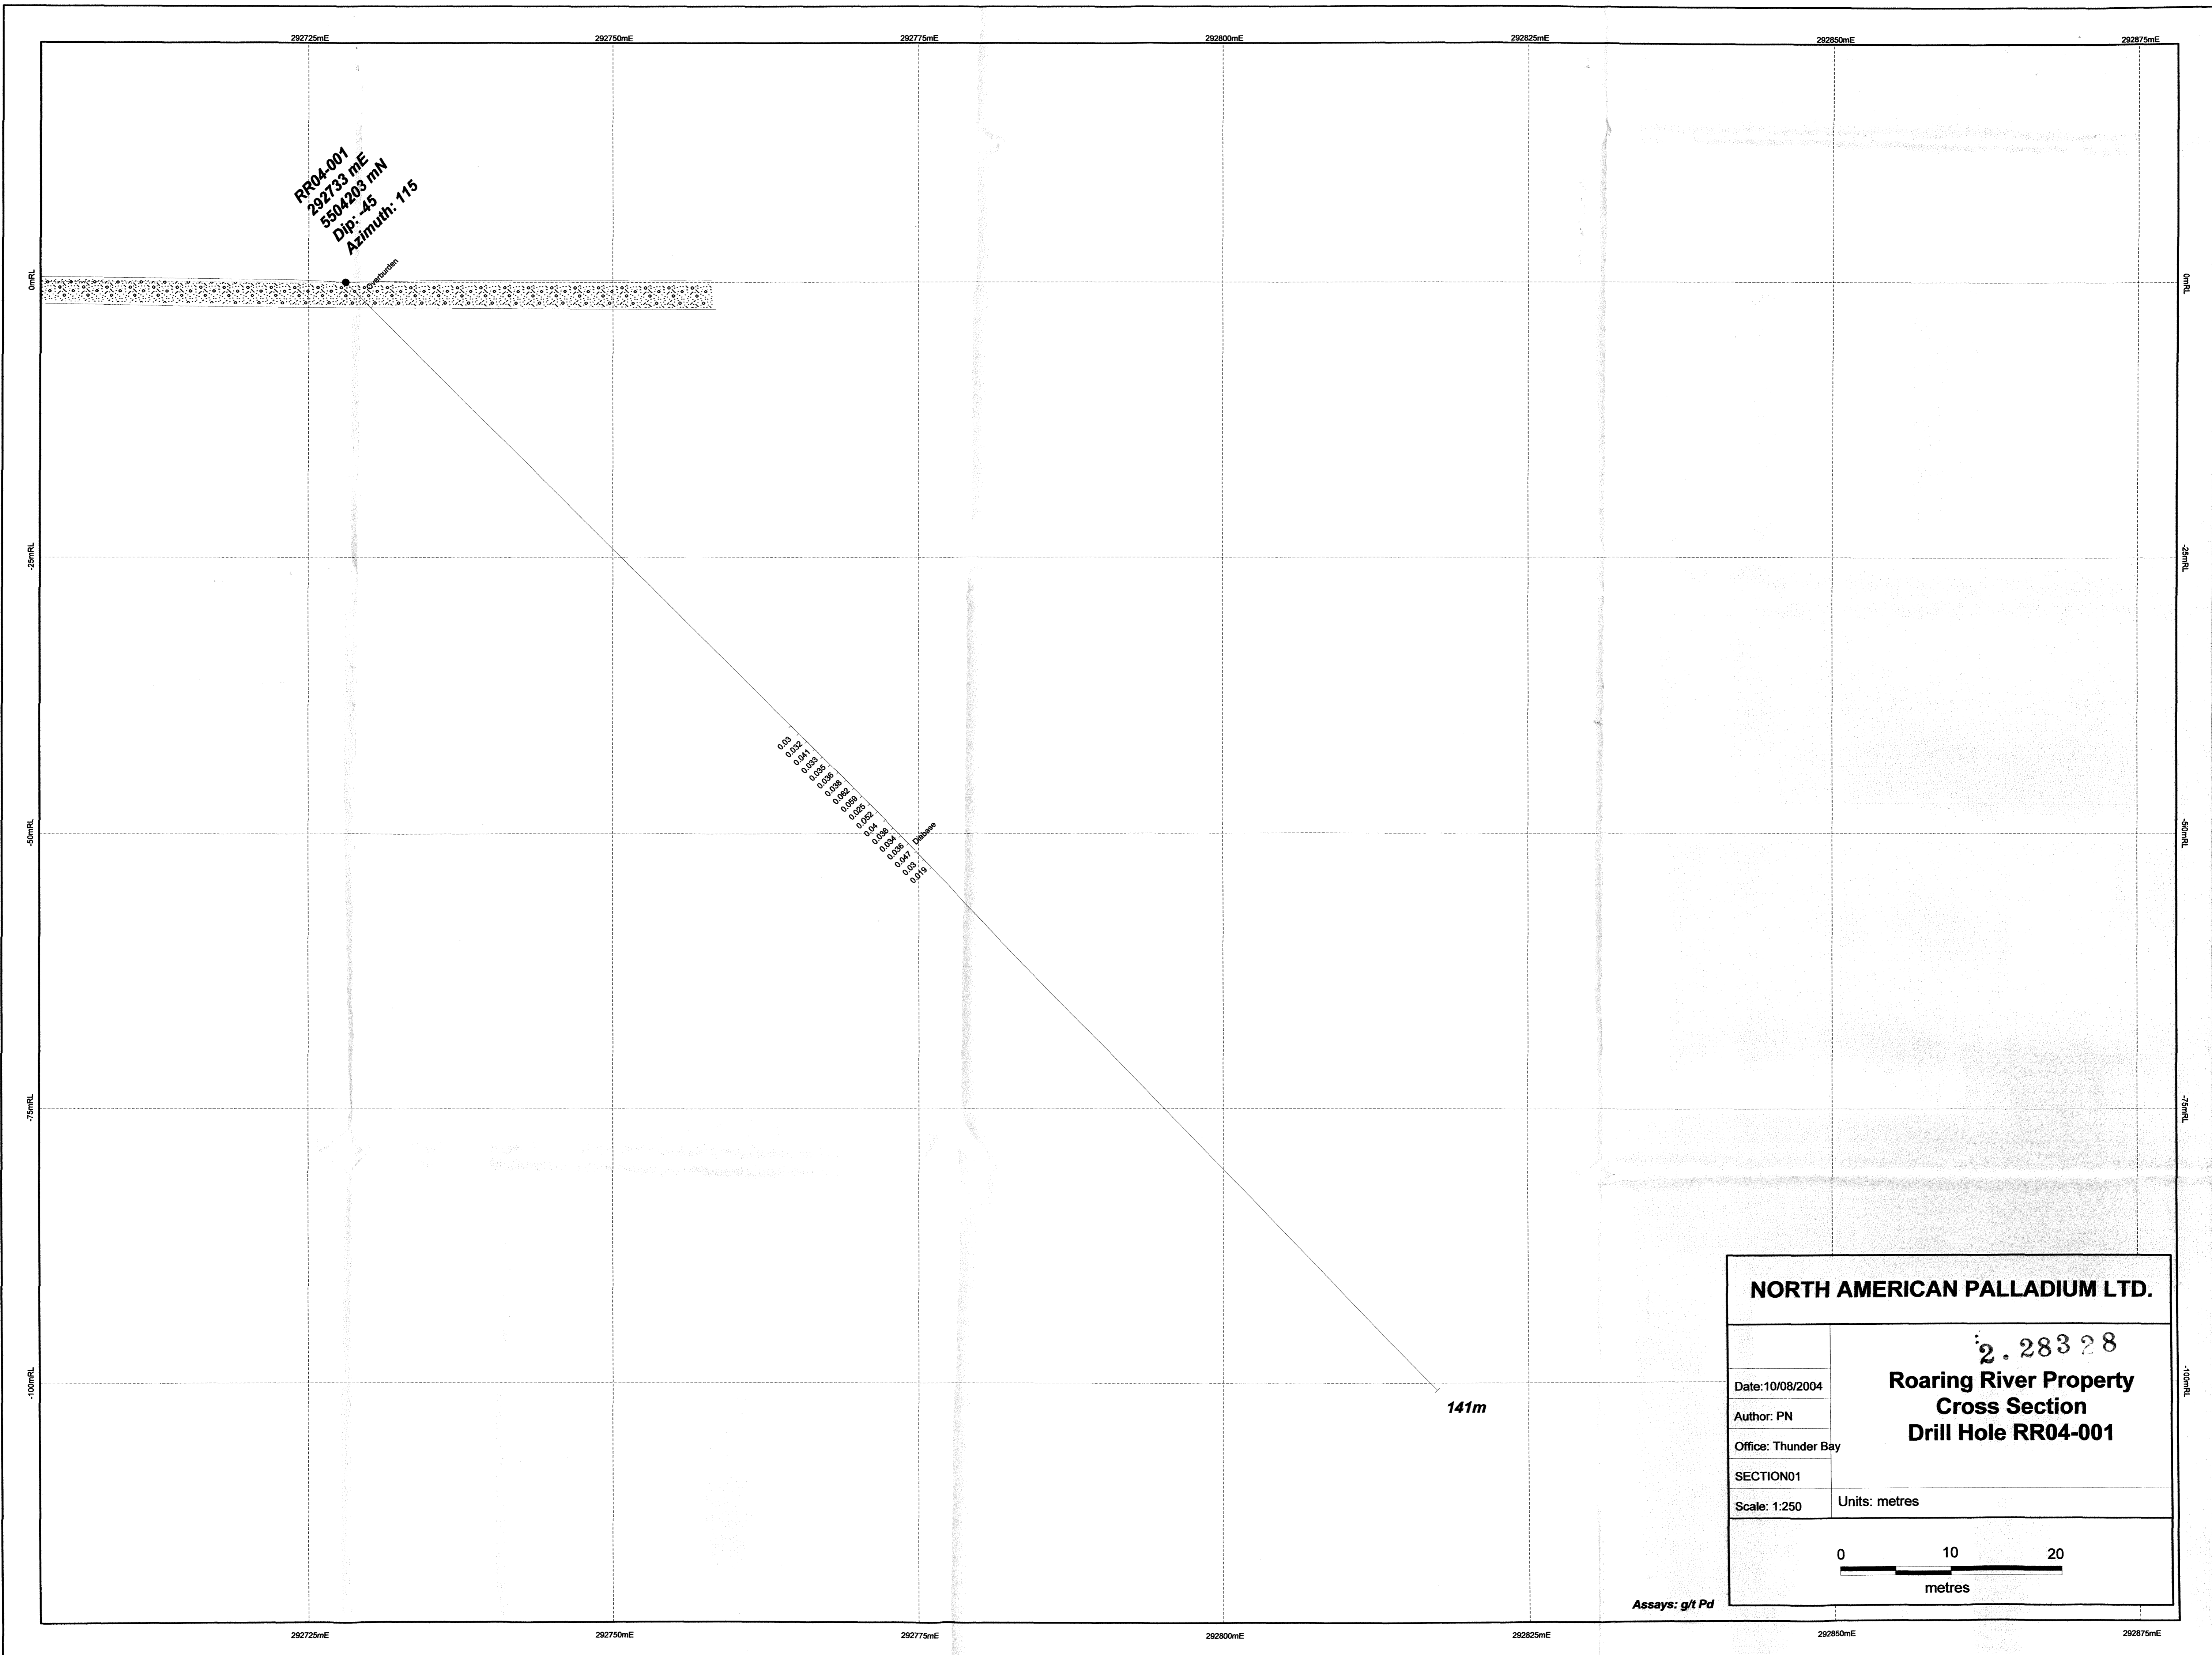 292725mE
292750mE
292775mE
292800mE
292825mE
292850mE
292875mE
RR04-001
292733 mE
5504203 mN
Dip: -45
Azimuth: 115
Overburden
0mRL
0mRL
-25mRL
-25mRL
0.03
0.032
0.041
0.033
0.035
0.036
0.038
0.062
0.059
0.025
0.052
0.04
0.036
0.034
0.036
0.047
0.03
0.019
Diabase
-50mRL
-50mRL
-75mRL
-75mRL
-100mRL
-100mRL
141m
NORTH AMERICAN PALLADIUM LTD.
2.28328
Roaring River Property
Cross Section
Drill Hole RR04-001
Date:10/08/2004
Author: PN
Office: Thunder Bay
SECTION01
Scale: 1:250
Units: metres
0 10 20
metres
Assays: g/t Pd
292725mE
292750mE
292775mE
292800mE
292825mE
292850mE
292875mE